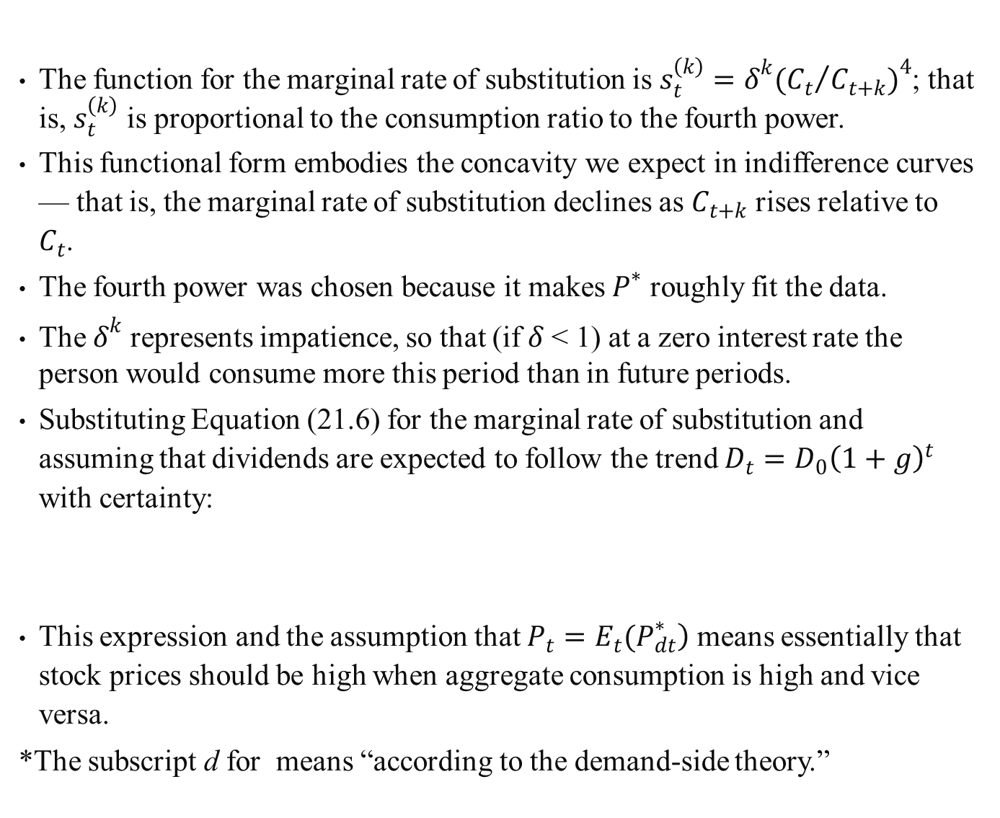 • The function for the marginal rate of substitution is $s_t^{(k)} = \delta^k (C_t/C_{t+k})^4$; that
is, $s_t^{(k)}$ is proportional to the consumption ratio to the fourth power.
• This functional form embodies the concavity we expect in indifference curves
— that is, the marginal rate of substitution declines as $C_{t+k}$ rises relative to
$C_t$.
• The fourth power was chosen because it makes $P^*$ roughly fit the data.
• The $\delta^k$ represents impatience, so that (if $\delta$ < 1) at a zero interest rate the
person would consume more this period than in future periods.
• Substituting Equation (21.6) for the marginal rate of substitution and
assuming that dividends are expected to follow the trend $D_t = D_0(1 + g)^t$
with certainty:
• This expression and the assumption that $P_t = E_t(P_{dt}^*)$ means essentially that
stock prices should be high when aggregate consumption is high and vice
versa.
*The subscript d for means “according to the demand-side theory.”